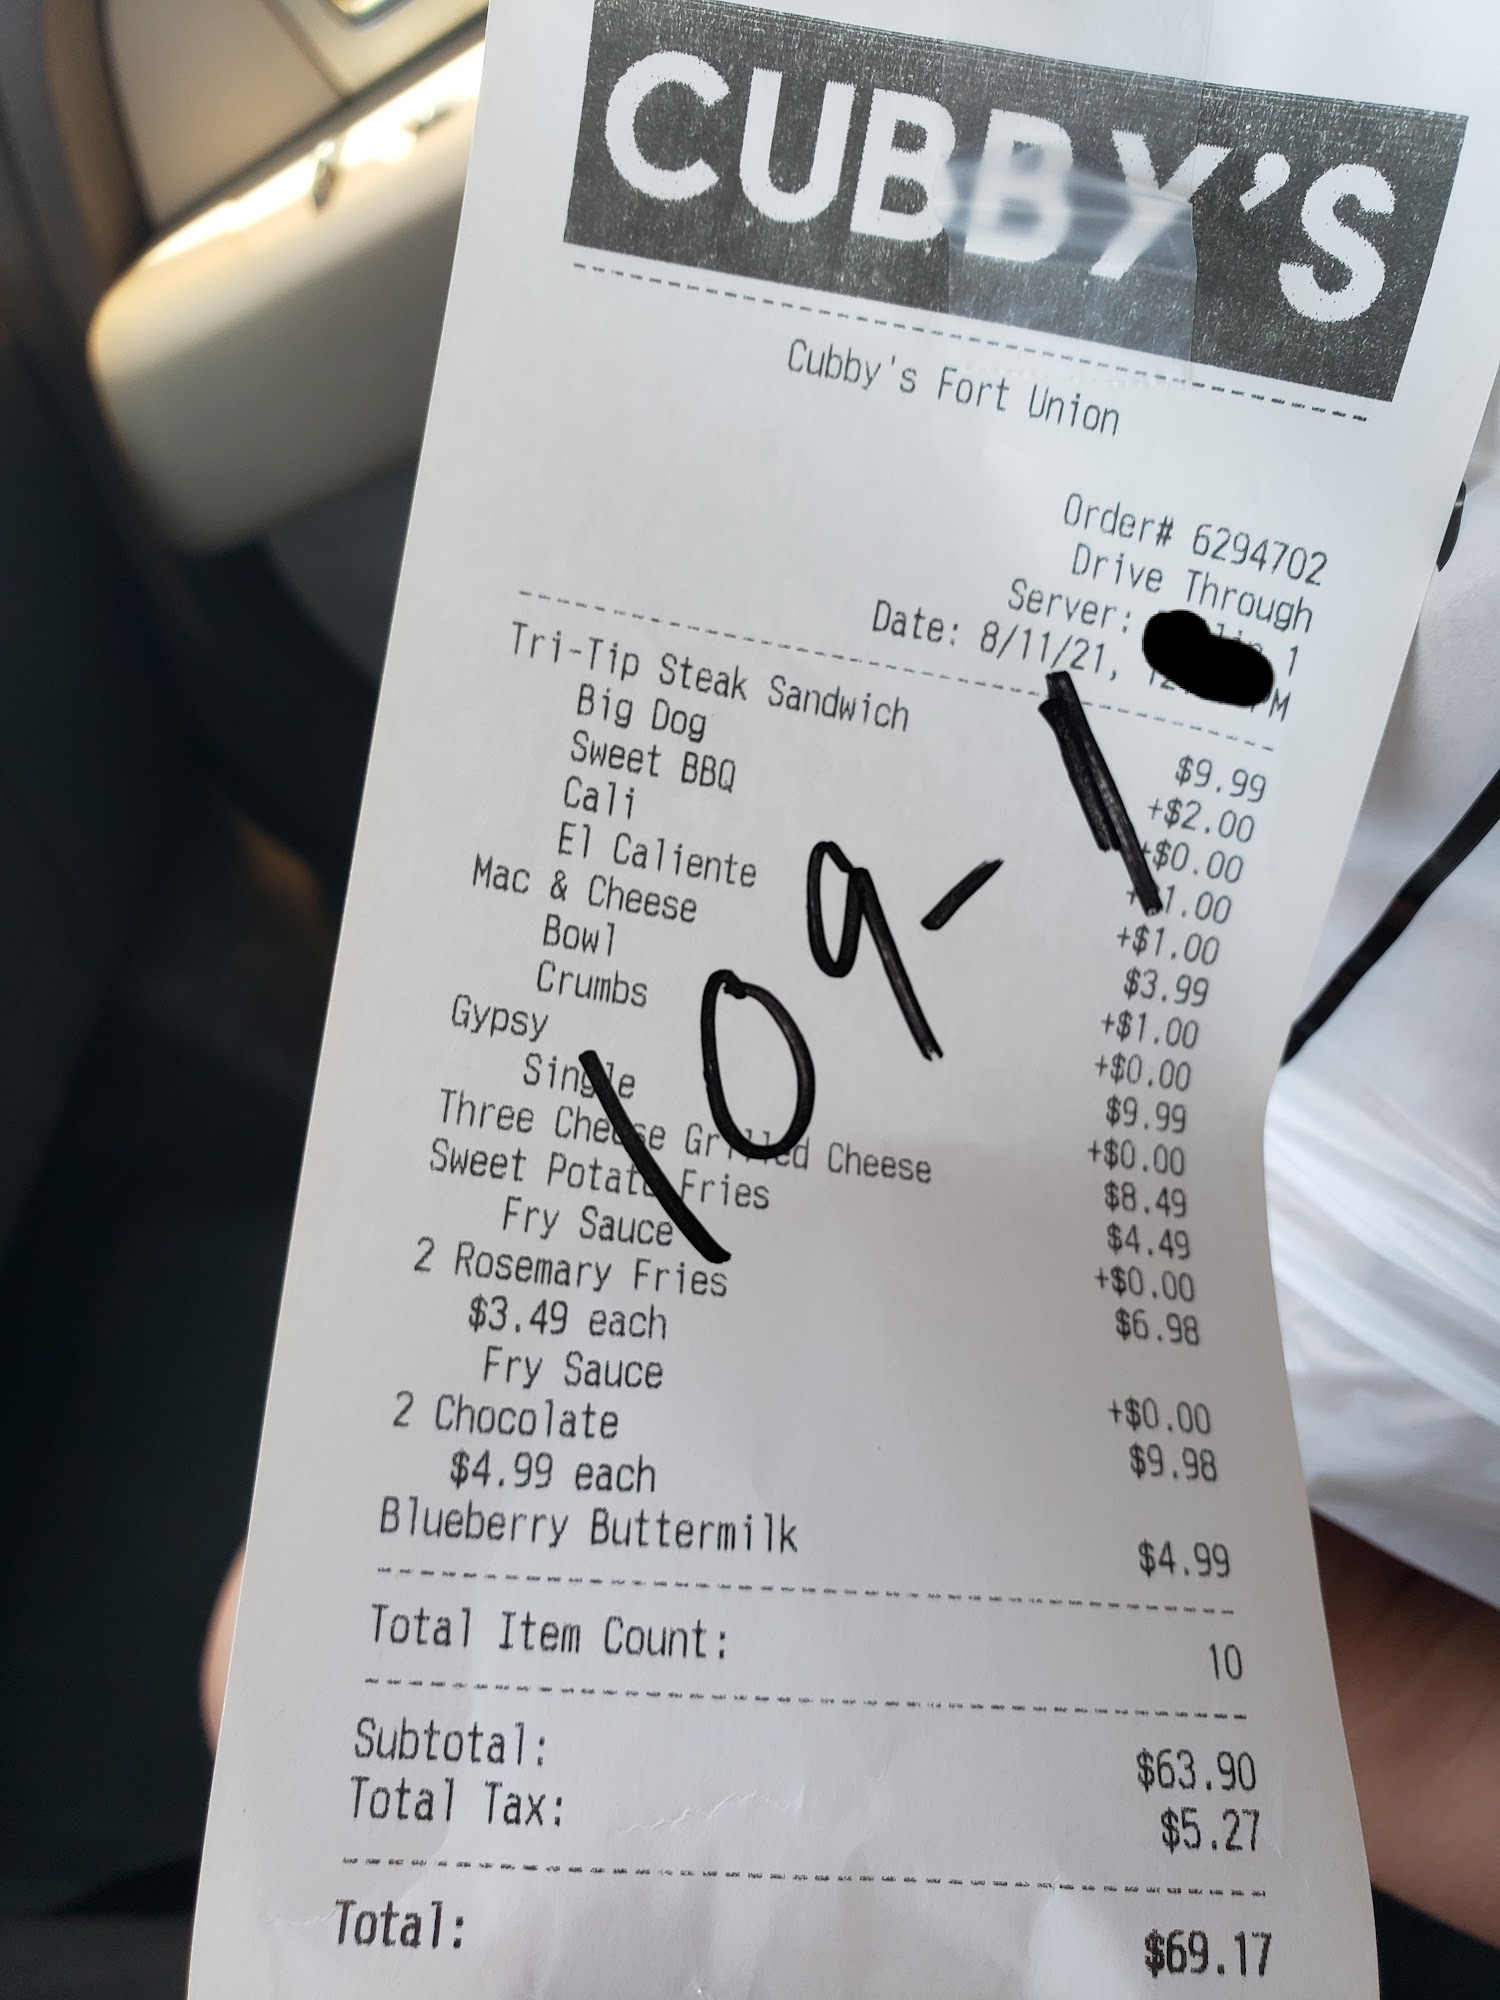 CUBBY'S
Cubby's Fort Union
Order# 6294702
Drive Through
Server: 1
Date: 8/11/21, PM
Tri-Tip Steak Sandwich $9.99
Big Dog +$2.00
Sweet BBQ +$0.00
Cali +$1.00
El Caliente +$1.00
Mac & Cheese $3.99
Bowl +$1.00
Crumbs +$0.00
Gypsy $9.99
Single +$0.00
Three Cheese Grilled Cheese $8.49
Sweet Potato Fries $4.49
Fry Sauce +$0.00
2 Rosemary Fries $6.98
$3.49 each
Fry Sauce +$0.00
2 Chocolate $9.98
$4.99 each
Blueberry Buttermilk $4.99
Total Item Count: 10
Subtotal: $63.90
Total Tax: $5.27
Total: $69.17
109-1